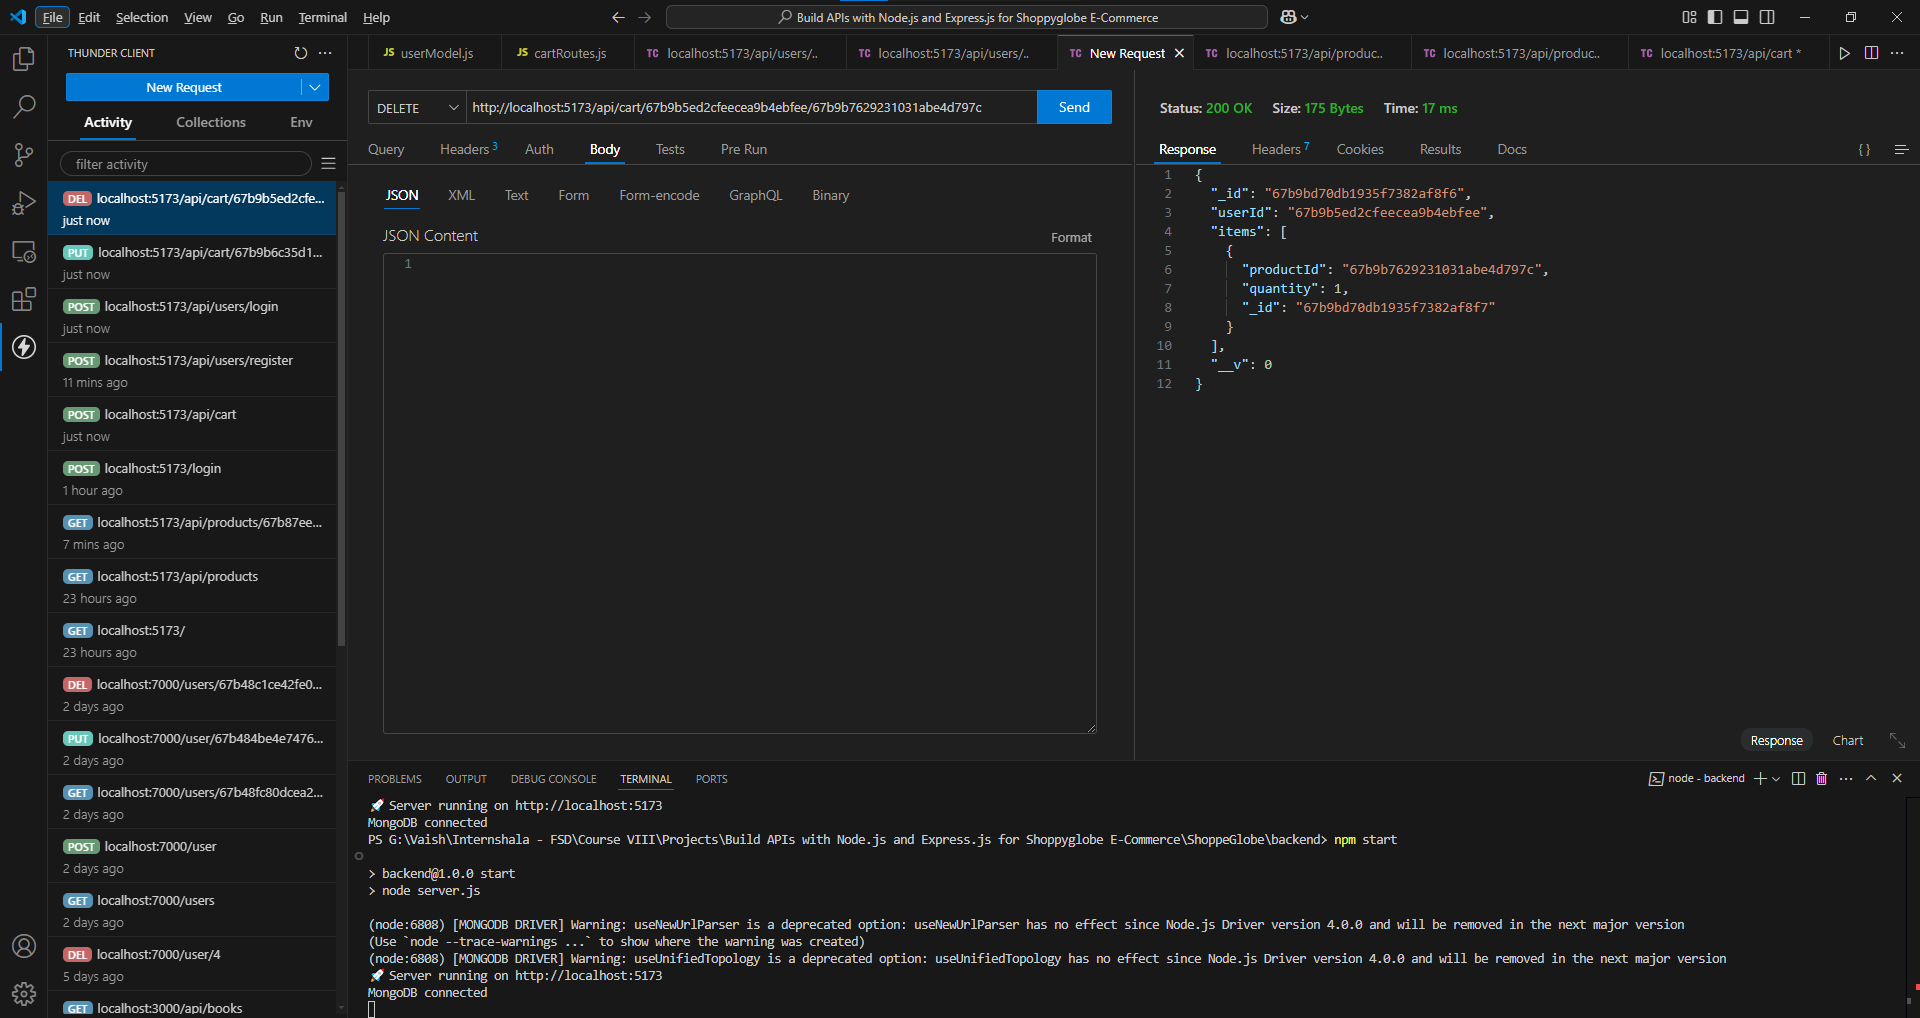 File Edit Selection View Go Run Terminal Help
Build APIs with Node.js and Express.js for Shoppyglobe E-Commerce
THUNDER CLIENT
New Request
Activity Collections Env
filter activity
DEL localhost:5173/api/cart/67b9b5ed2cfe...
just now
PUT localhost:5173/api/cart/67b9b6c35d1...
just now
POST localhost:5173/api/users/login
just now
POST localhost:5173/api/users/register
11 mins ago
POST localhost:5173/api/cart
just now
POST localhost:5173/login
1 hour ago
GET localhost:5173/api/products/67b87ee...
7 mins ago
GET localhost:5173/api/products
23 hours ago
GET localhost:5173/
23 hours ago
DEL localhost:7000/users/67b48c1ce42fe0...
2 days ago
PUT localhost:7000/user/67b484be4e7476...
2 days ago
GET localhost:7000/users/67b48fc80dcea2...
2 days ago
POST localhost:7000/user
2 days ago
GET localhost:7000/users
2 days ago
DEL localhost:7000/user/4
5 days ago
GET localhost:3000/api/books
JS userModel.js
JS cartRoutes.js
TC localhost:5173/api/users/..
TC localhost:5173/api/users/..
TC New Request
TC localhost:5173/api/produc..
TC localhost:5173/api/produc..
TC localhost:5173/api/cart *
DELETE http://localhost:5173/api/cart/67b9b5ed2cfeecea9b4ebfee/67b9b7629231031abe4d797c Send
Query Headers 3 Auth Body Tests Pre Run
JSON XML Text Form Form-encode GraphQL Binary
JSON Content Format
1
Status: 200 OK Size: 175 Bytes Time: 17 ms
Response Headers 7 Cookies Results Docs {}
1 {
2 "_id": "67b9bd70db1935f7382af8f6",
3 "userId": "67b9b5ed2cfeecea9b4ebfee",
4 "items": [
5 {
6 "productId": "67b9b7629231031abe4d797c",
7 "quantity": 1,
8 "_id": "67b9bd70db1935f7382af8f7"
9 }
10 ],
11 "__v": 0
12 }
Response Chart
PROBLEMS OUTPUT DEBUG CONSOLE TERMINAL PORTS
node - backend
🚀 Server running on http://localhost:5173
MongoDB connected
PS G:\Vaish\Internshala - FSD\Course VIII\Projects\Build APIs with Node.js and Express.js for Shoppyglobe E-Commerce\ShoppeGlobe\backend> npm start
> backend@1.0.0 start
> node server.js
(node:6808) [MONGODB DRIVER] Warning: useNewUrlParser is a deprecated option: useNewUrlParser has no effect since Node.js Driver version 4.0.0 and will be removed in the next major version
(Use `node --trace-warnings ...` to show where the warning was created)
(node:6808) [MONGODB DRIVER] Warning: useUnifiedTopology is a deprecated option: useUnifiedTopology has no effect since Node.js Driver version 4.0.0 and will be removed in the next major version
🚀 Server running on http://localhost:5173
MongoDB connected